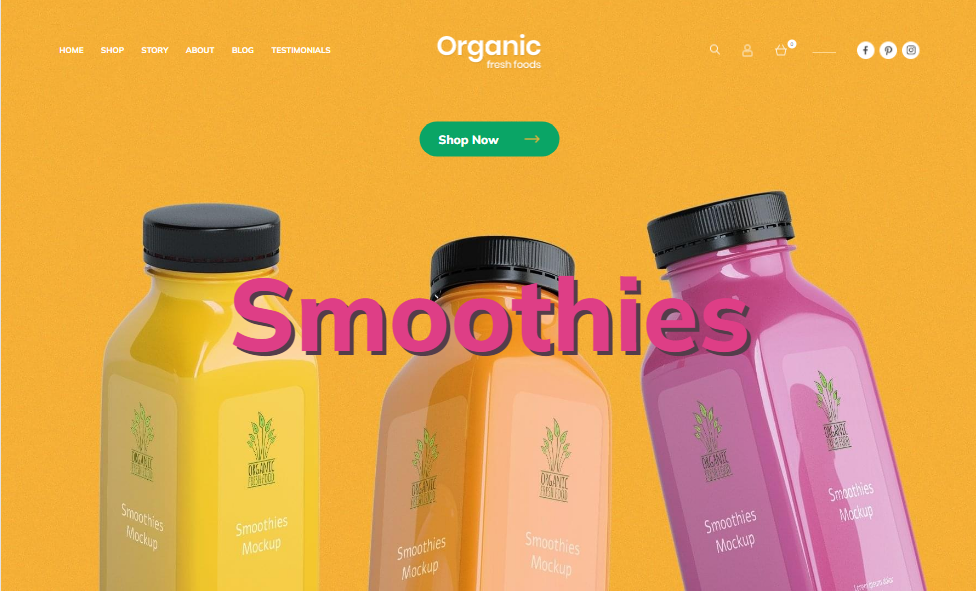 HOME SHOP STORY ABOUT BLOG TESTIMONIALS
Organic
fresh foods
0
Shop Now
Smoothies
ORGANIC
FRESH FOOD
Smoothies
Mockup
ORGANIC
FRESH FOOD
Smoothies
Mockup
ORGANIC
FRESH FOOD
Smoothies
Mockup
ORGANIC
FRESH FOOD
Smoothies
Mockup
ORGANIC
FRESH FOOD
Smoothies
Mockup
ORGANIC
FRESH FOOD
Smoothies
Mockup